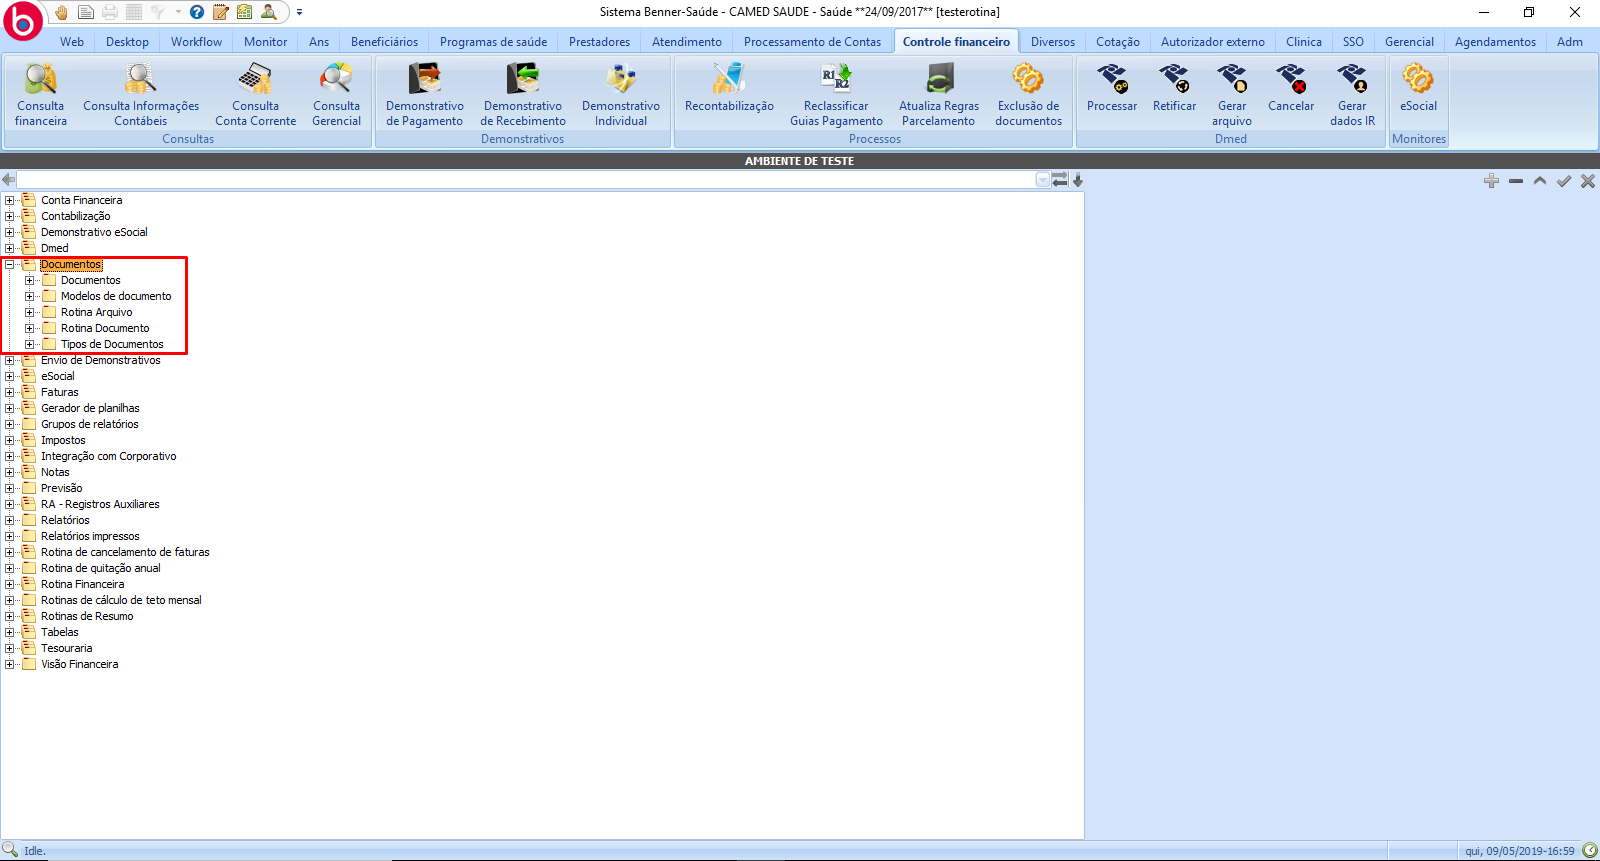 b
Sistema Benner-Saúde - CAMED SAUDE - Saúde **24/09/2017** [testerotina]
Web Desktop Workflow Monitor Ans Beneficiários Programas de saúde Prestadores Atendimento Processamento de Contas Controle financeiro Diversos Cotação Autorizador externo Clinica SSO Gerencial Agendamentos Adm
Consulta financeira
Consulta Informações Contábeis
Consulta Conta Corrente
Consulta Gerencial
Consultas
Demonstrativo de Pagamento
Demonstrativo de Recebimento
Demonstrativo Individual
Demonstrativos
Recontabilização
R1 R2
Reclassificar Guias Pagamento
Atualiza Regras Parcelamento
Exclusão de documentos
Processos
Processar
Retificar
Gerar arquivo
Cancelar
Gerar dados IR
Dmed
eSocial
Monitores
AMBIENTE DE TESTE
Conta Financeira
Contabilização
Demonstrativo eSocial
Dmed
Documentos
Documentos
Modelos de documento
Rotina Arquivo
Rotina Documento
Tipos de Documentos
Envio de Demonstrativos
eSocial
Faturas
Gerador de planilhas
Grupos de relatórios
Impostos
Integração com Corporativo
Notas
Previsão
RA - Registros Auxiliares
Relatórios
Relatórios impressos
Rotina de cancelamento de faturas
Rotina de quitação anual
Rotina Financeira
Rotinas de cálculo de teto mensal
Rotinas de Resumo
Tabelas
Tesouraria
Visão Financeira
Idle.
qui, 09/05/2019-16:59